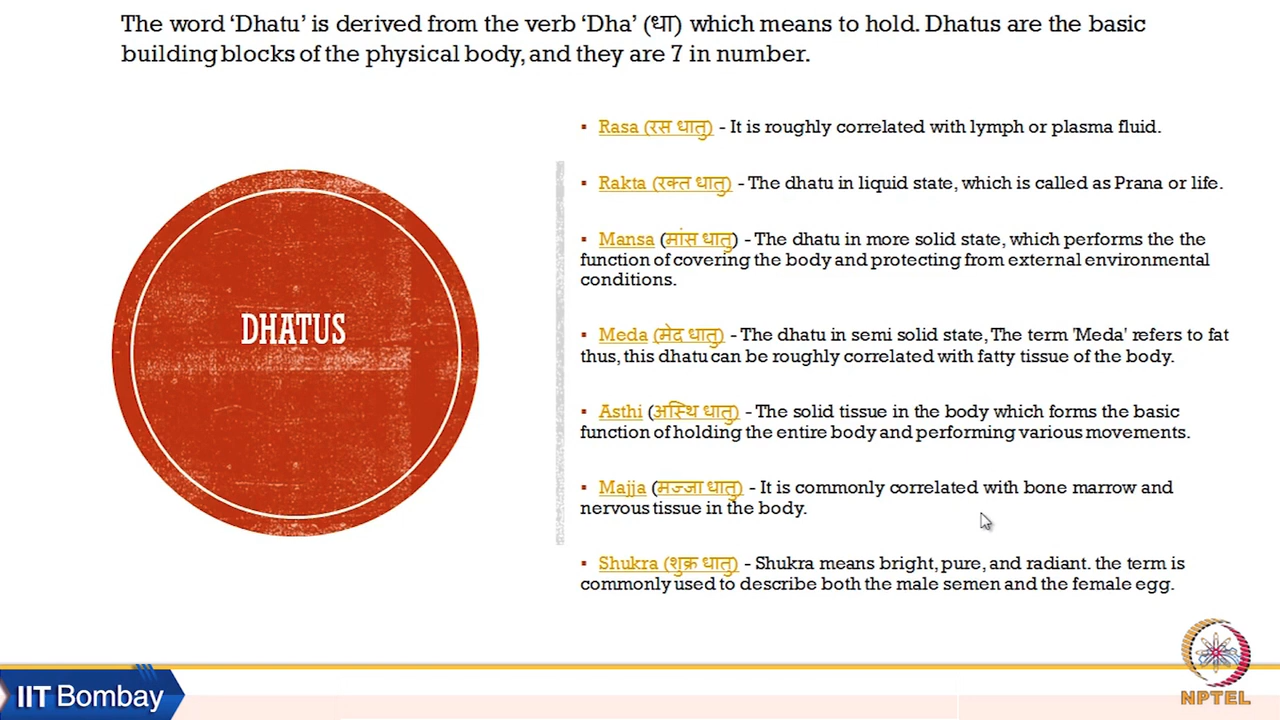 The word ‘Dhatu’ is derived from the verb ‘Dha’ (धा) which means to hold. Dhatus are the basic
building blocks of the physical body, and they are 7 in number.
DHATUS
▪ Rasa (रस धातु) - It is roughly correlated with lymph or plasma fluid.
▪ Rakta (रक्त धातु) - The dhatu in liquid state, which is called as Prana or life.
▪ Mansa (मांस धातु) - The dhatu in more solid state, which performs the the
function of covering the body and protecting from external environmental
conditions.
▪ Meda (मेद धातु) - The dhatu in semi solid state, The term 'Meda' refers to fat
thus, this dhatu can be roughly correlated with fatty tissue of the body.
▪ Asthi (अस्थि धातु) - The solid tissue in the body which forms the basic
function of holding the entire body and performing various movements.
▪ Majja (मज्जा धातु) - It is commonly correlated with bone marrow and
nervous tissue in the body.
▪ Shukra (शुक्र धातु) - Shukra means bright, pure, and radiant. the term is
commonly used to describe both the male semen and the female egg.
IIT Bombay
NPTEL